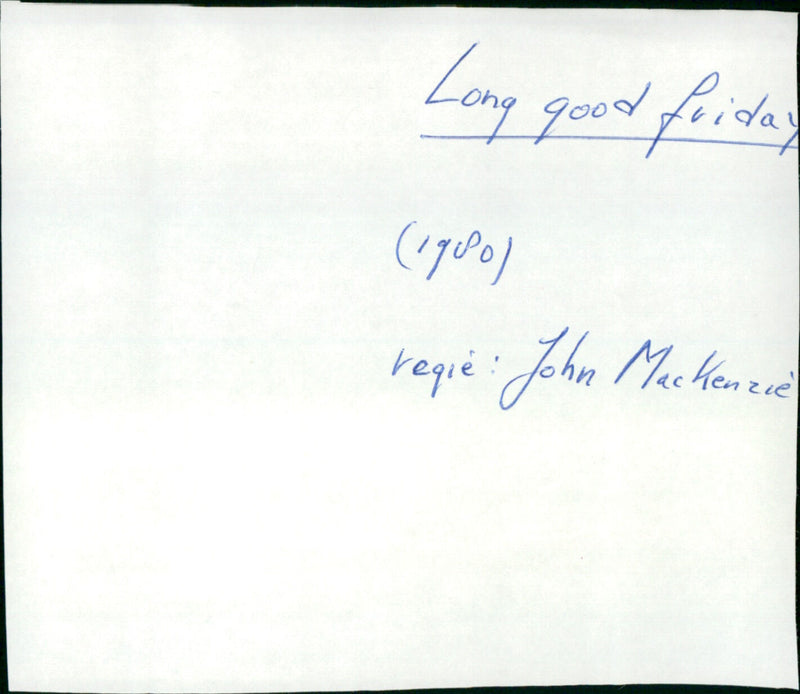 Long good friday
(1980)
regie: John MacKenzie